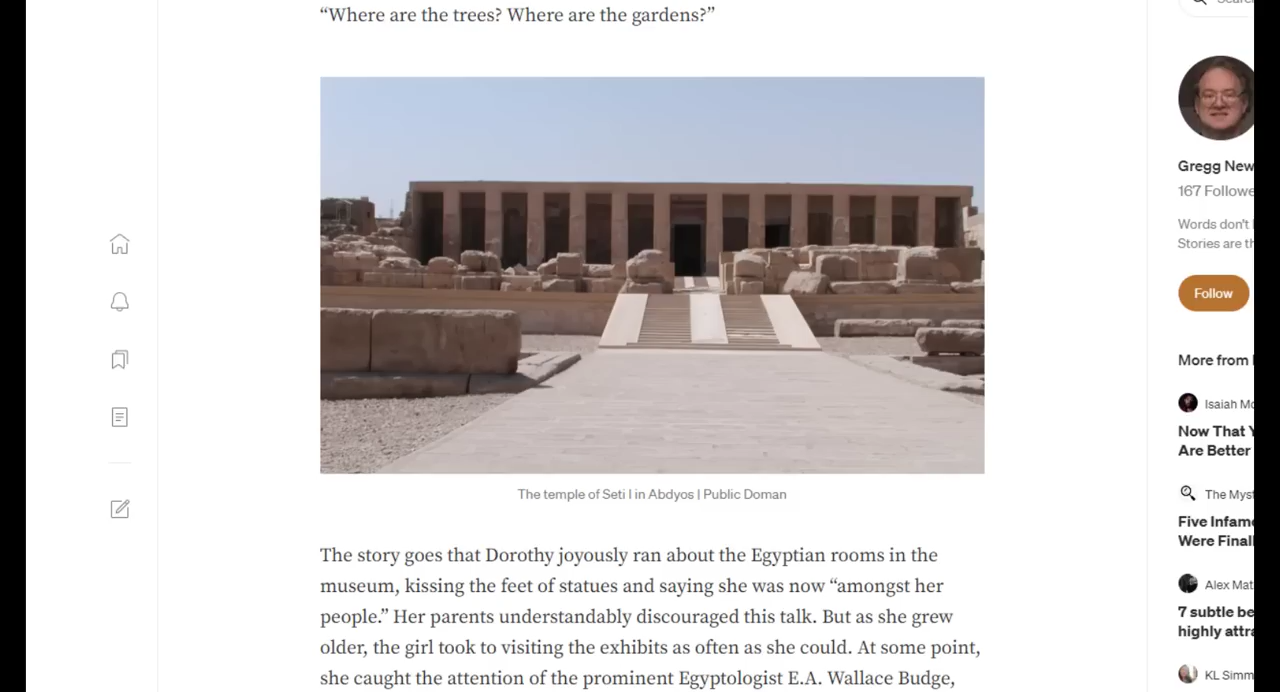 “Where are the trees? Where are the gardens?”
The temple of Seti I in Abdyos | Public Doman
The story goes that Dorothy joyously ran about the Egyptian rooms in the
museum, kissing the feet of statues and saying she was now “amongst her
people.” Her parents understandably discouraged this talk. But as she grew
older, the girl took to visiting the exhibits as often as she could. At some point,
she caught the attention of the prominent Egyptologist E.A. Wallace Budge,
Gregg New
167 Followe
Words don't
Stories are th
Follow
More from
Isaiah Mc
Now That Y
Are Better
The Myst
Five Infam
Were Final
Alex Mat
7 subtle be
highly attra
KL Simm